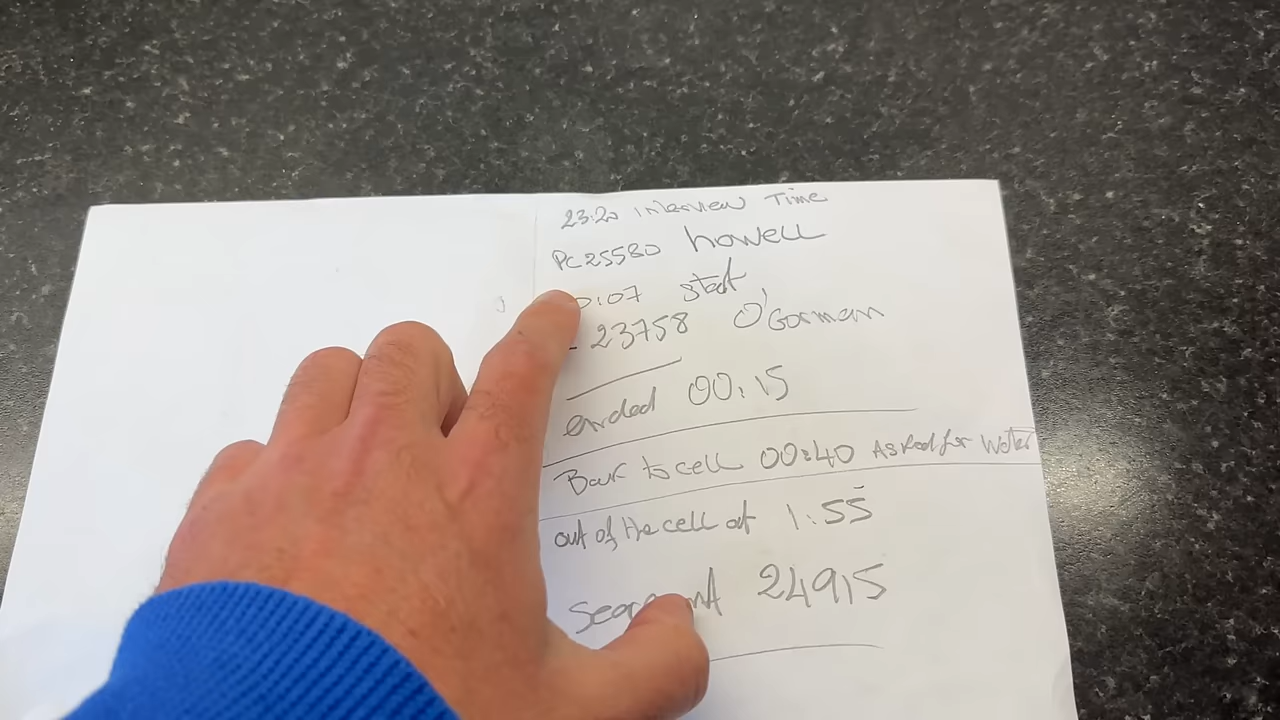 23:20 Interview Time
PC25580 howell
0:07 start
- 23758 O'Gorman
ended 00:15
Back to cell 00:40 Asked for Water
out of the cell at 1:55
24915